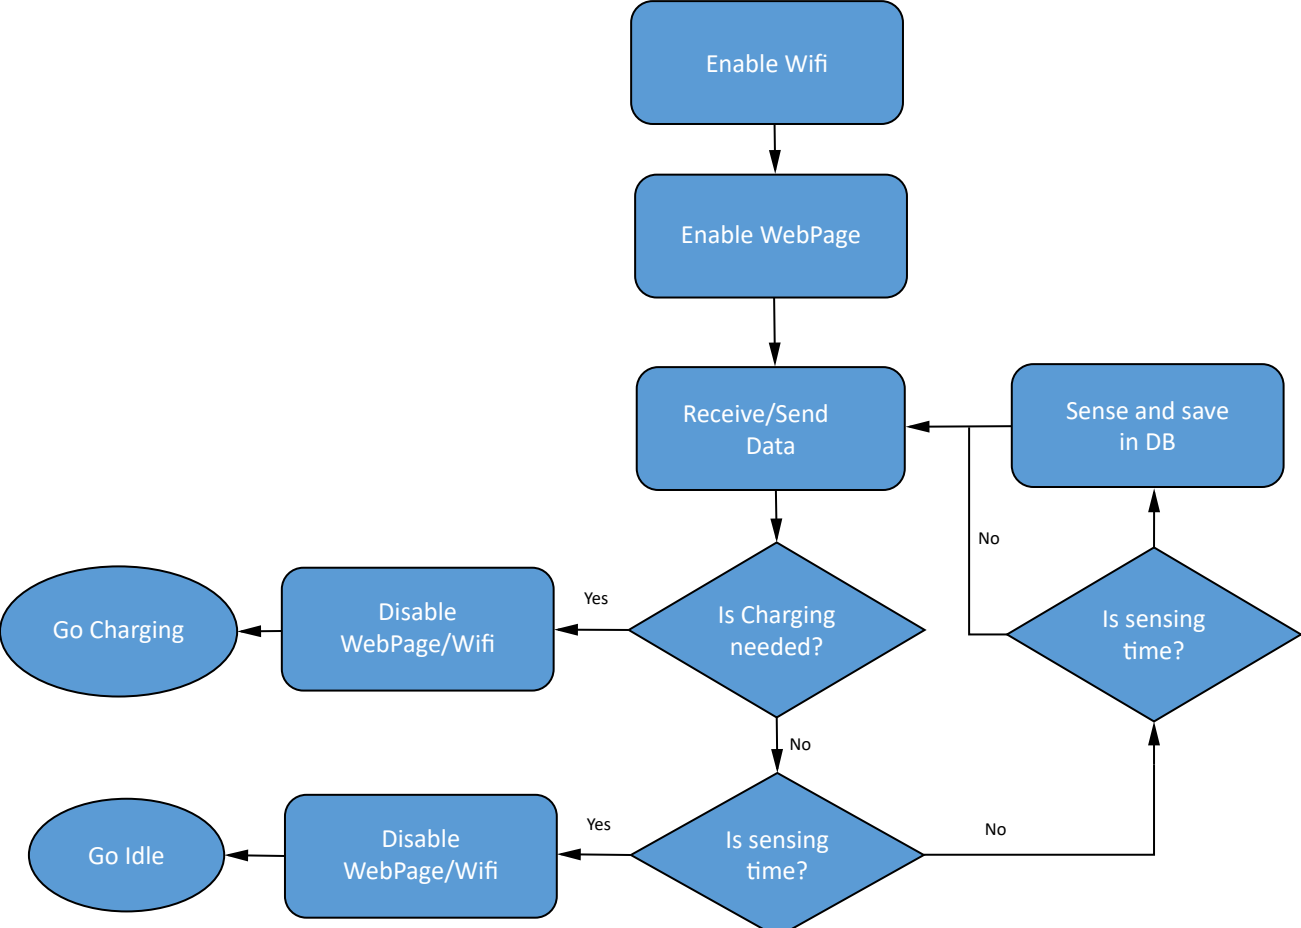 Enable Wifi
Enable WebPage
Receive/Send
Data
Sense and save
in DB
No
Is Charging
needed?
Yes
Disable
WebPage/Wifi
Go Charging
Is sensing
time?
No
Is sensing
time?
Yes
No
Disable
WebPage/Wifi
Go Idle